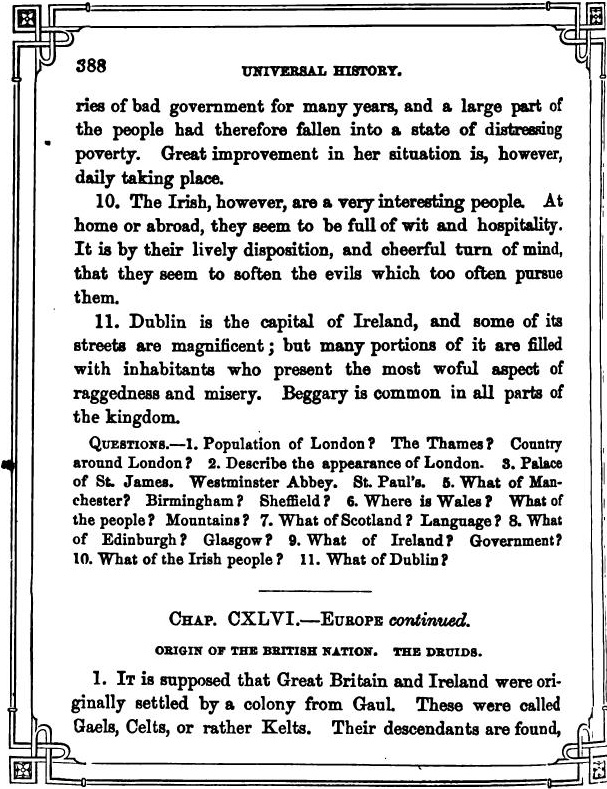 388
UNIVERSAL HISTORY.
ries of bad government for many years, and a large part of
the people had therefore fallen into a state of distressing
poverty. Great improvement in her situation is, however,
daily taking place.
10. The Irish, however, are a very interesting people. At
home or abroad, they seem to be full of wit and hospitality.
It is by their lively disposition, and cheerful turn of mind,
that they seem to soften the evils which too often pursue
them.
11. Dublin is the capital of Ireland, and some of its
streets are magnificent; but many portions of it are filled
with inhabitants who present the most woful aspect of
raggedness and misery. Beggary is common in all parts of
the kingdom.
QUESTIONS.—1. Population of London? The Thames? Country
around London? 2. Describe the appearance of London. 3. Palace
of St. James. Westminster Abbey. St. Paul's. 5. What of Man-
chester? Birmingham? Sheffield? 6. Where is Wales? What of
the people? Mountains? 7. What of Scotland? Language? 8. What
of Edinburgh? Glasgow? 9. What of Ireland? Government?
10. What of the Irish people? 11. What of Dublin?
CHAP. CXLVI.—EUROPE continued.
ORIGIN OF THE BRITISH NATION. THE DRUIDS.
1. IT is supposed that Great Britain and Ireland were ori-
ginally settled by a colony from Gaul. These were called
Gaels, Celts, or rather Kelts. Their descendants are found,